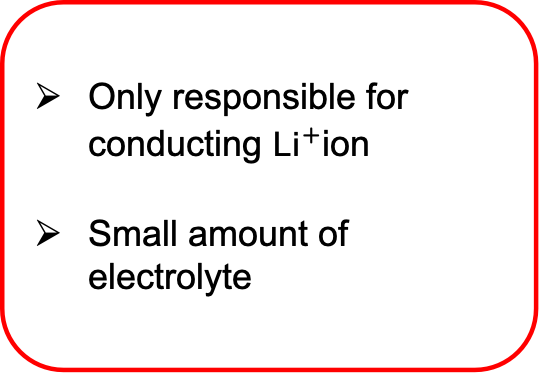 ➢ Only responsible for
conducting Li⁺ion
➢ Small amount of
electrolyte